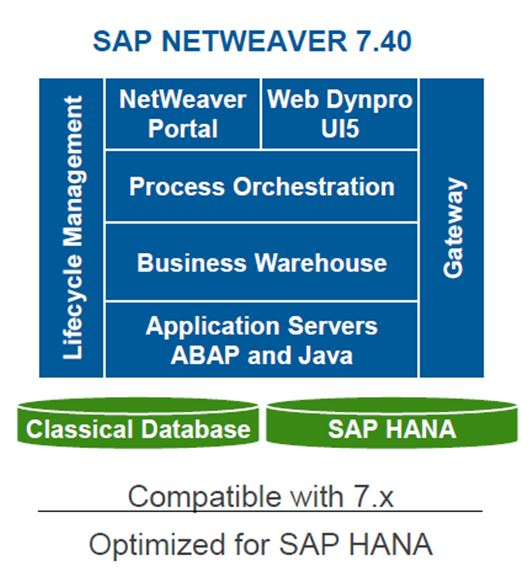 SAP NETWEAVER 7.40
Lifecycle Management
NetWeaver
Portal
Web Dynpro
UI5
Process Orchestration
Business Warehouse
Application Servers
ABAP and Java
Gateway
Classical Database
SAP HANA
Compatible with 7.x
Optimized for SAP HANA